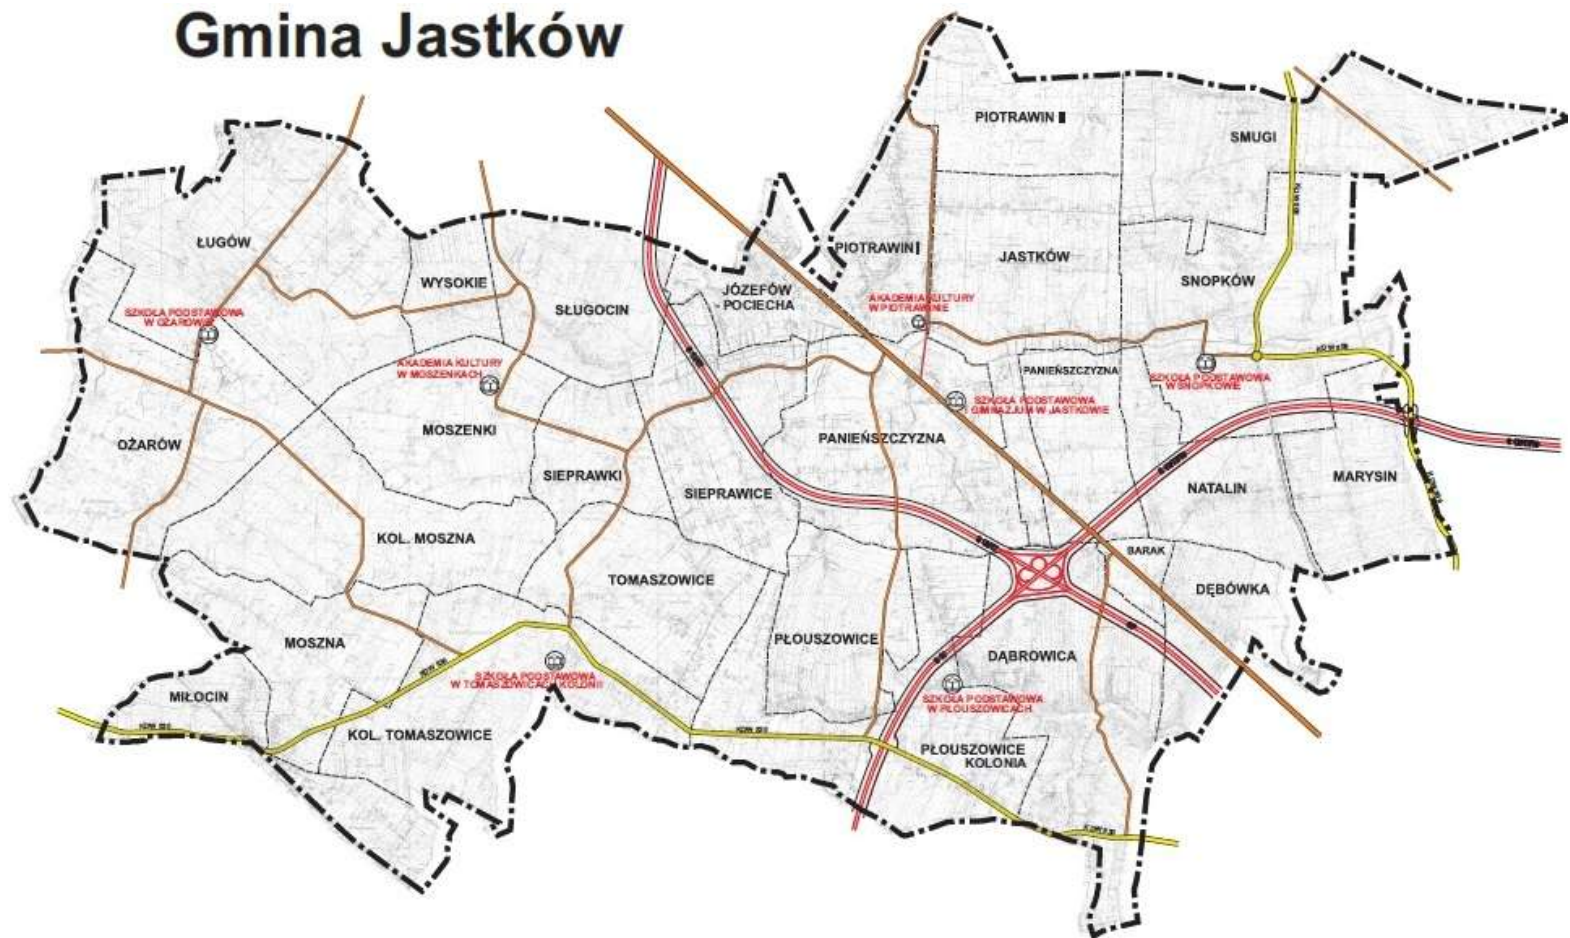 Gmina Jastków
PIOTRAWIN II
SMUGI
ŁUGÓW
PIOTRAWIN I
JASTKÓW
WYSOKIE
SNOPKÓW
JÓZEFÓW
POCIECHA
SŁUGOCIN
AKADEMIA KULTURY
W PIOTRAWINIE
SZKOŁA PODSTAWOWA
W OŻAROWIE
AKADEMIA KULTURY
W MOSZENKACH
PANIEŃSZCZYZNA
SZKOŁA PODSTAWOWA
W SNOPKOWIE
SZKOŁA PODSTAWOWA
I GIMNAZJUM W JASTKOWIE
MOSZENKI
PANIEŃSZCZYZNA
OŻARÓW
SIEPRAWKI
SIEPRAWICE
NATALIN
MARYSIN
KOL. MOSZNA
BARAK
TOMASZOWICE
DĘBÓWKA
MOSZNA
PŁOUSZOWICE
DĄBROWICA
SZKOŁA PODSTAWOWA
W TOMASZOWICACH KOLONII
MIŁOCIN
SZKOŁA PODSTAWOWA
W PŁOUSZOWICACH
KOL. TOMASZOWICE
PŁOUSZOWICE
KOLONIA